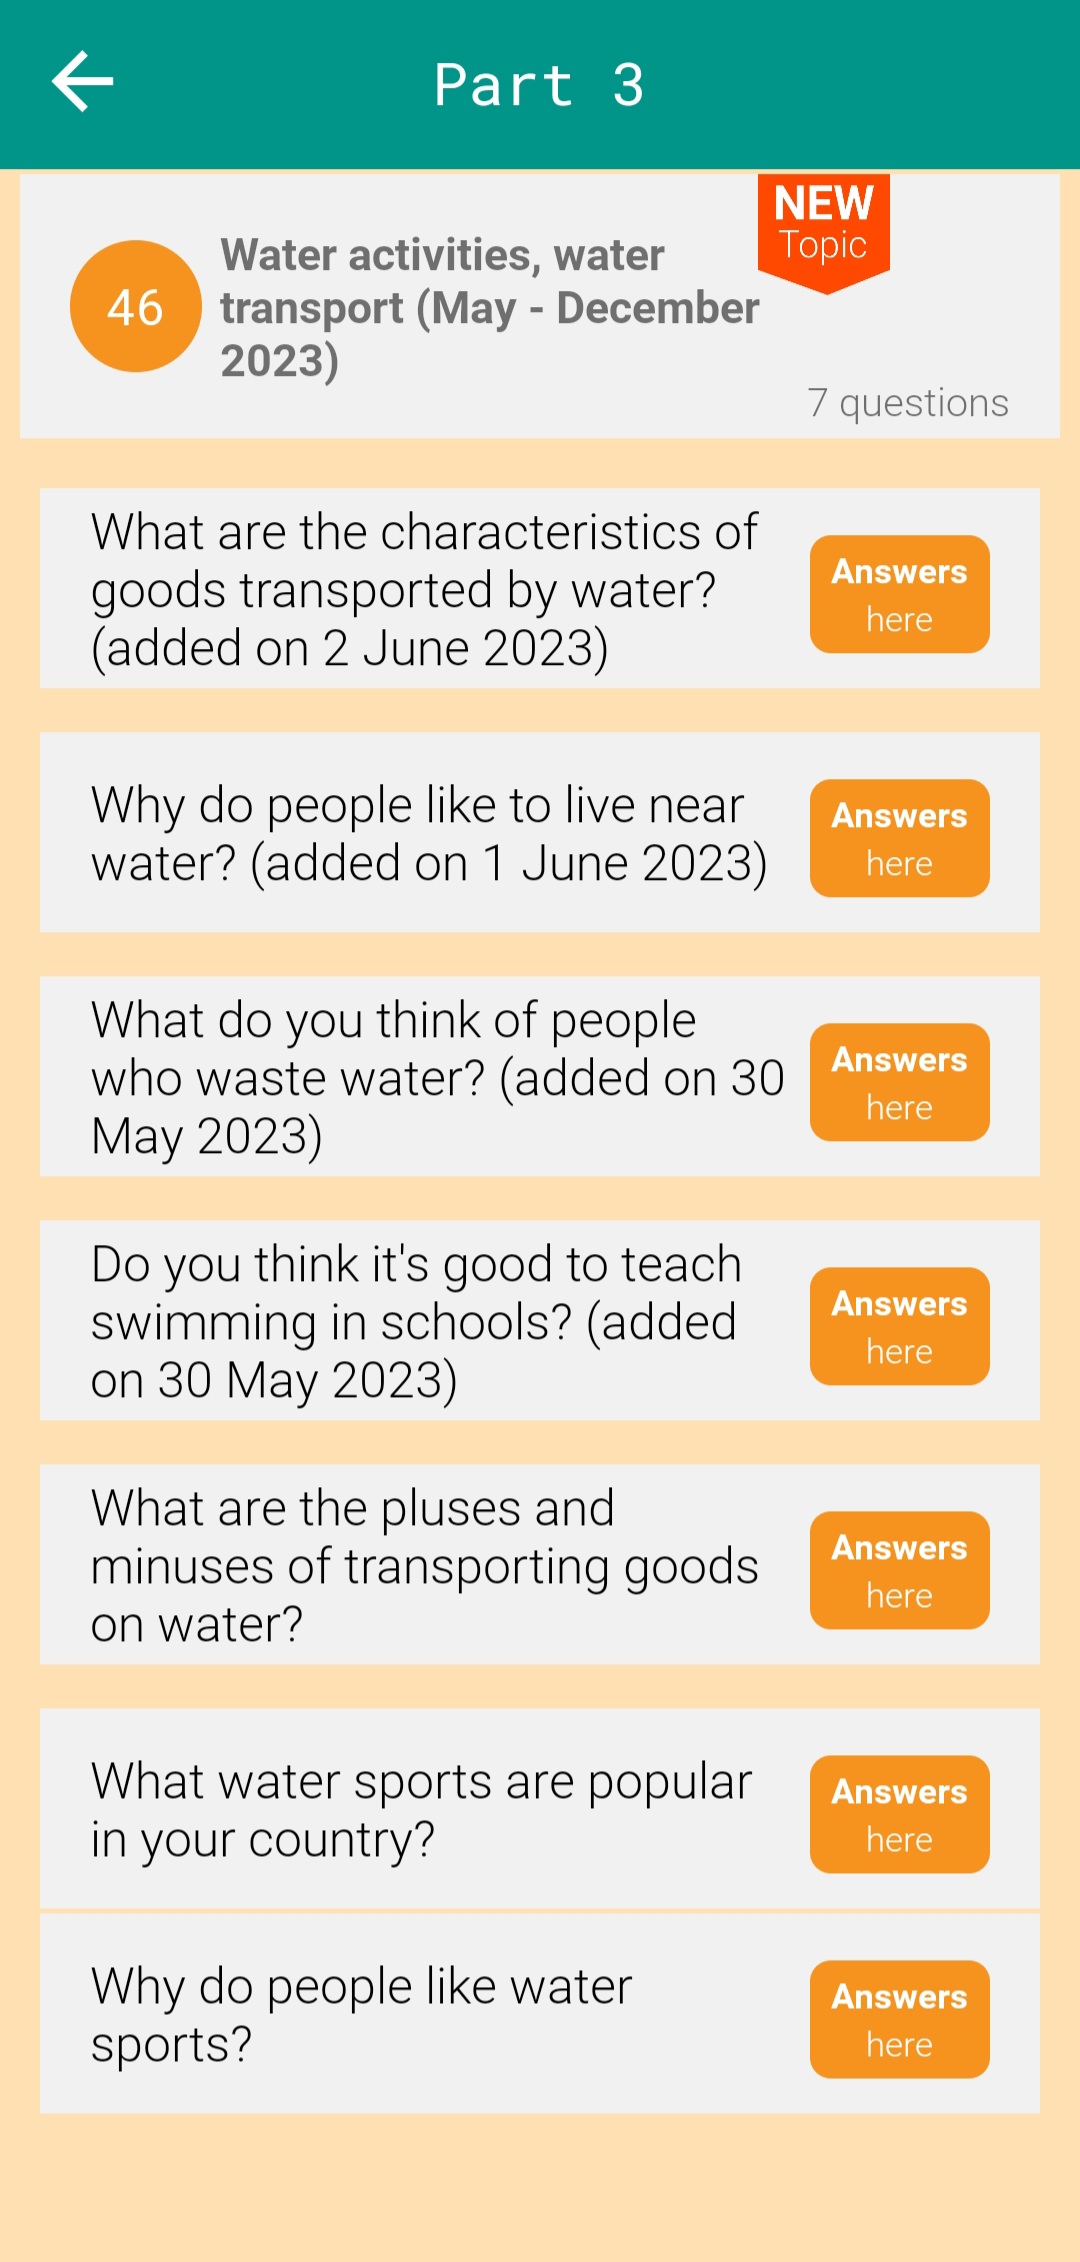 Part 3
NEW
Topic
46
Water activities, water
transport (May - December
2023)
7 questions
What are the characteristics of
goods transported by water?
(added on 2 June 2023)
Answers
here
Why do people like to live near
water? (added on 1 June 2023)
Answers
here
What do you think of people
who waste water? (added on 30
May 2023)
Answers
here
Do you think it's good to teach
swimming in schools? (added
on 30 May 2023)
Answers
here
What are the pluses and
minuses of transporting goods
on water?
Answers
here
What water sports are popular
in your country?
Answers
here
Why do people like water
sports?
Answers
here